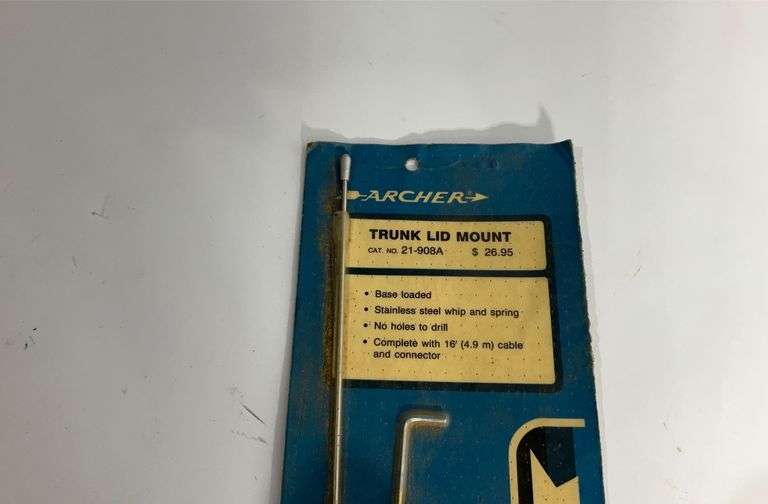 ARCHER
TRUNK LID MOUNT
CAT. NO. 21-908A $ 26.95
• Base loaded
• Stainless steel whip and spring
• No holes to drill
• Complete with 16' (4.9 m) cable
and connector